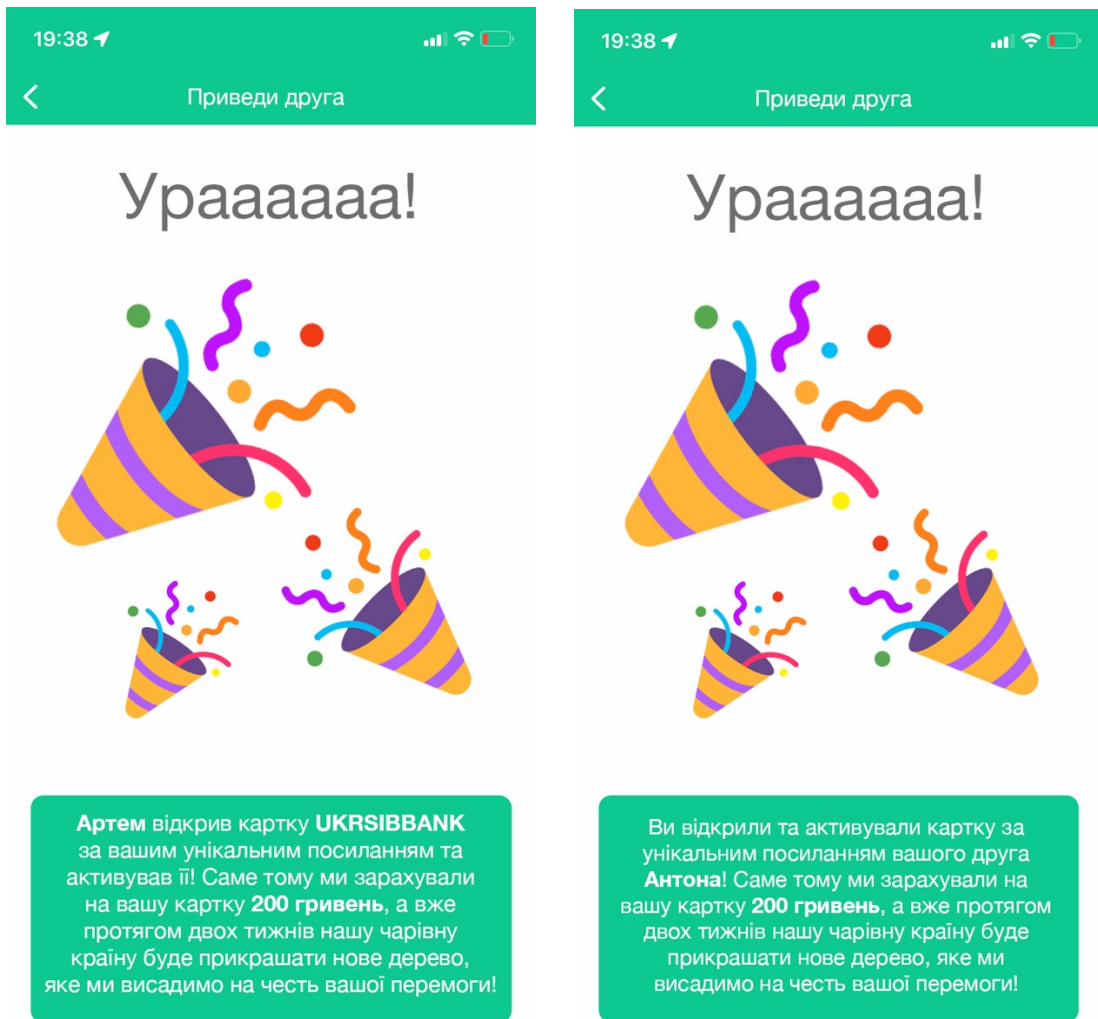 19:38
Приведи друга
Урааааааа!
Артем відкрив картку UKRSIBBANK
за вашим унікальним посиланням та
активував її! Саме тому ми зарахували
на вашу картку 200 гривень, а вже
протягом двох тижнів нашу чарівну
країну буде прикрашати нове дерево,
яке ми висадимо на честь вашої перемоги!
19:38
Приведи друга
Урааааааа!
Ви відкрили та активували картку за
унікальним посиланням вашого друга
Антона! Саме тому ми зарахували на
вашу картку 200 гривень, а вже протягом
двох тижнів нашу чарівну країну буде
прикрашати нове дерево, яке ми
висадимо на честь вашої перемоги!